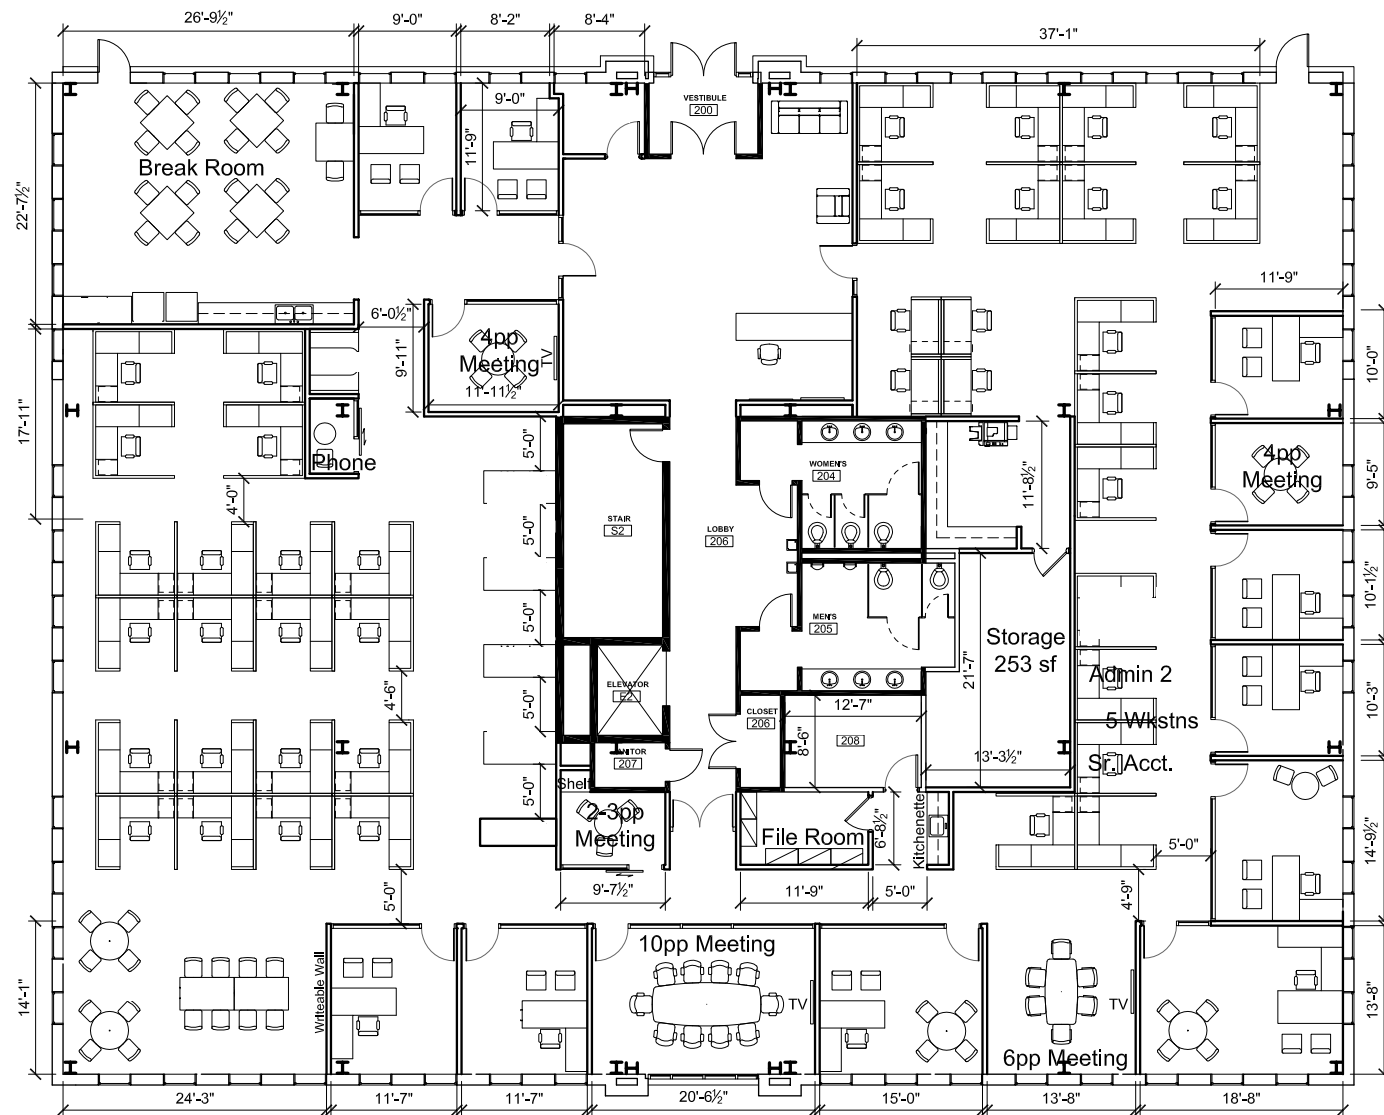 26'-9½"
9'-0"
8'-2"
8'-4"
37'-1"
VESTIBULE
200
9'-0"
11'-9"
Break Room
22'-7½"
11'-9"
6'-0½"
4pp
Meeting
TV
9'-11"
11'-11½"
10'-0"
17'-11"
Phone
5'-0"
WOMEN'S
204
11'-8½"
4pp
Meeting
9'-5"
4'-0"
STAIR
S2
5'-0"
LOBBY
206
10'-1½"
5'-0"
MEN'S
205
Storage
253 sf
21'-7"
4'-6"
ELEVATOR
E2
5'-0"
Admin 2
5 Wkstns
Sr. Acct.
10'-3"
12'-7"
CLOSET
206
8'-6"
208
JANITOR
207
13'-3½"
5'-0"
Shelf
2-3pp
Meeting
File Room
6'-8½"
Kitchenette
5'-0"
14'-9½"
9'-7½"
11'-9"
5'-0"
4'-9"
5'-0"
14'-1"
Writeable Wall
10pp Meeting
TV
TV
6pp Meeting
13'-8"
24'-3"
11'-7"
11'-7"
20'-6½"
15'-0"
13'-8"
18'-8"